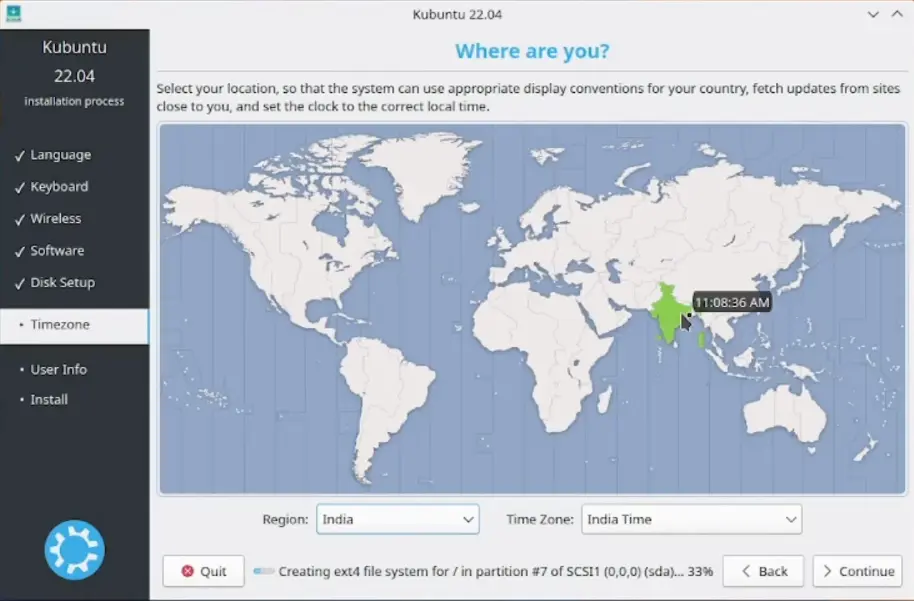 Kubuntu 22.04
Kubuntu
22.04
installation process
Language
Keyboard
Wireless
Software
Disk Setup
Timezone
User Info
Install
Where are you?
Select your location, so that the system can use appropriate display conventions for your country, fetch updates from sites
close to you, and set the clock to the correct local time.
11:08:36 AM
Region: India Time Zone: India Time
Quit Creating ext4 file system for / in partition #7 of SCSI1 (0,0,0) (sda)... 33% Back Continue